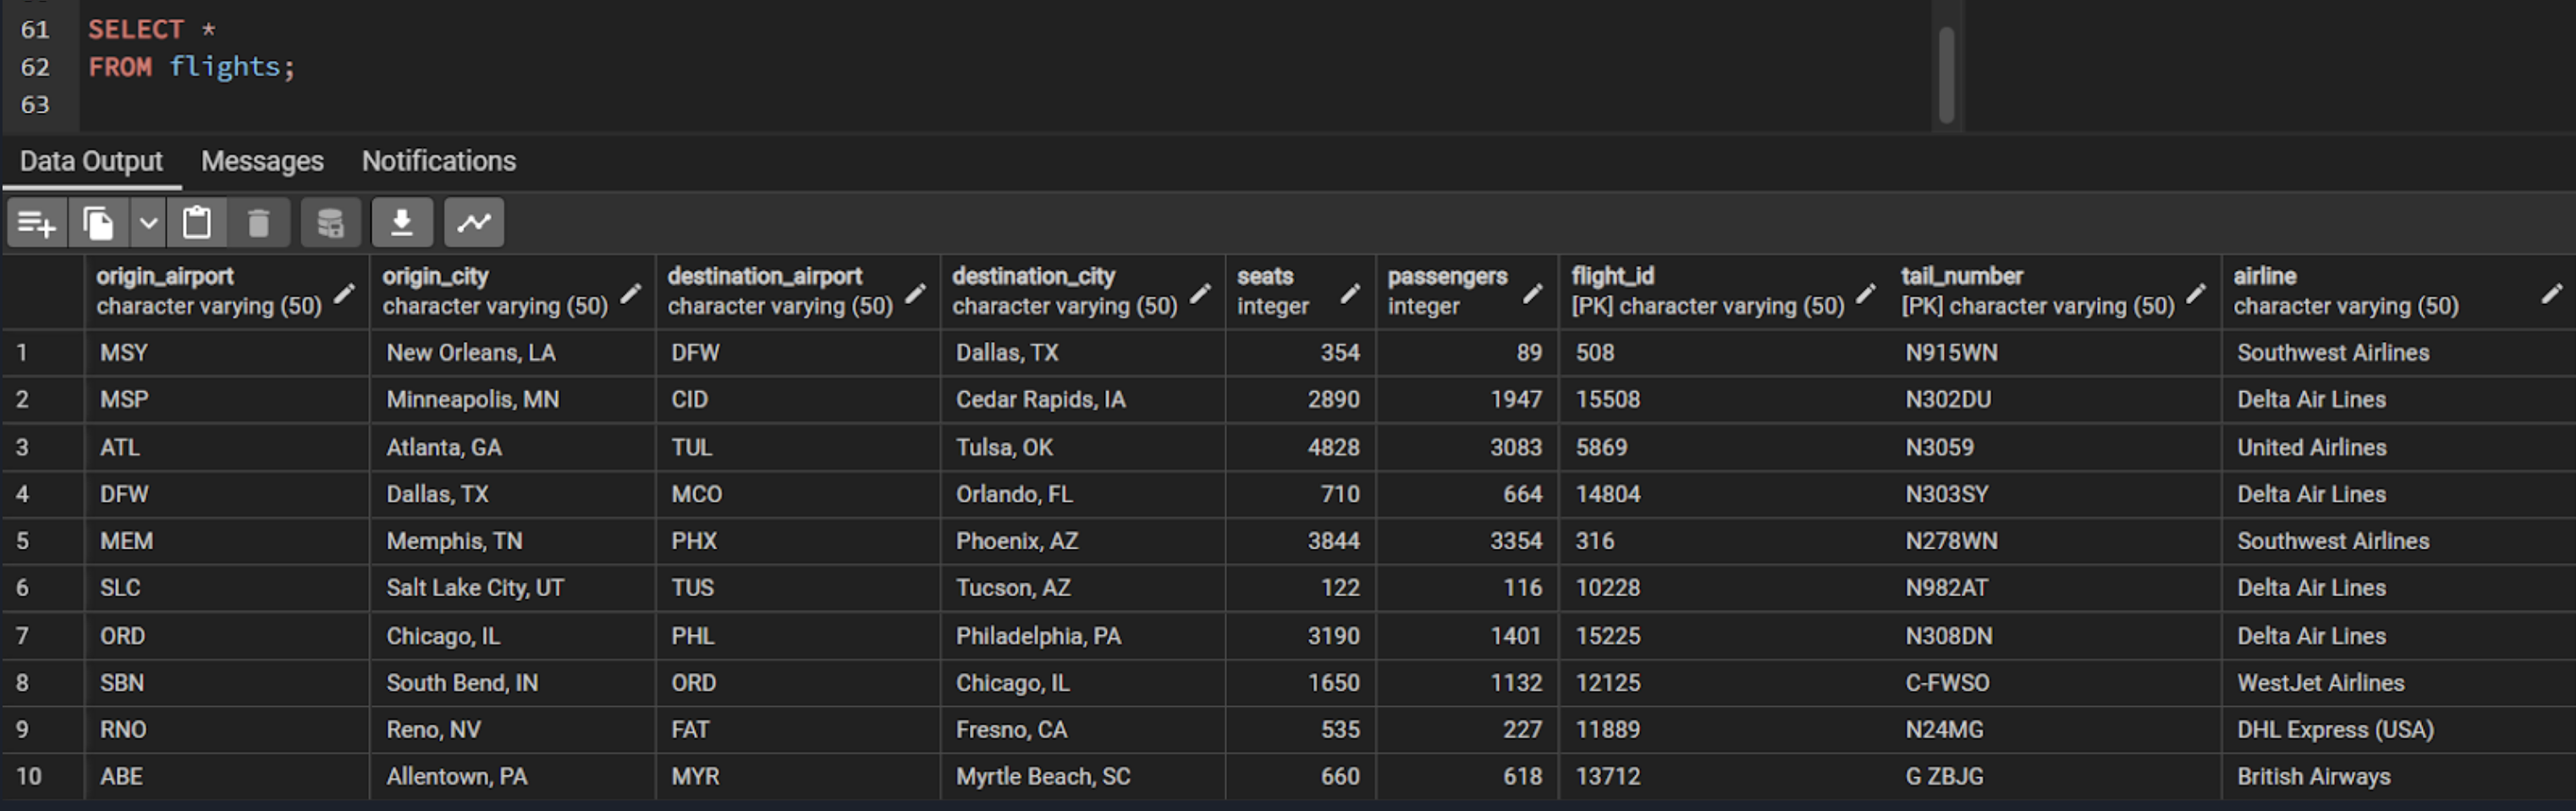 61 SELECT *
62 FROM flights;
63
Data Output Messages Notifications
origin_airport origin_city destination_airport destination_city seats passengers flight_id tail_number airline
character varying (50) character varying (50) character varying (50) character varying (50) integer integer [PK] character varying (50) [PK] character varying (50) character varying (50)
1 MSY New Orleans, LA DFW Dallas, TX 354 89 508 N915WN Southwest Airlines
2 MSP Minneapolis, MN CID Cedar Rapids, IA 2890 1947 15508 N302DU Delta Air Lines
3 ATL Atlanta, GA TUL Tulsa, OK 4828 3083 5869 N3059 United Airlines
4 DFW Dallas, TX MCO Orlando, FL 710 664 14804 N303SY Delta Air Lines
5 MEM Memphis, TN PHX Phoenix, AZ 3844 3354 316 N278WN Southwest Airlines
6 SLC Salt Lake City, UT TUS Tucson, AZ 122 116 10228 N982AT Delta Air Lines
7 ORD Chicago, IL PHL Philadelphia, PA 3190 1401 15225 N308DN Delta Air Lines
8 SBN South Bend, IN ORD Chicago, IL 1650 1132 12125 C-FWSO WestJet Airlines
9 RNO Reno, NV FAT Fresno, CA 535 227 11889 N24MG DHL Express (USA)
10 ABE Allentown, PA MYR Myrtle Beach, SC 660 618 13712 G ZBJG British Airways